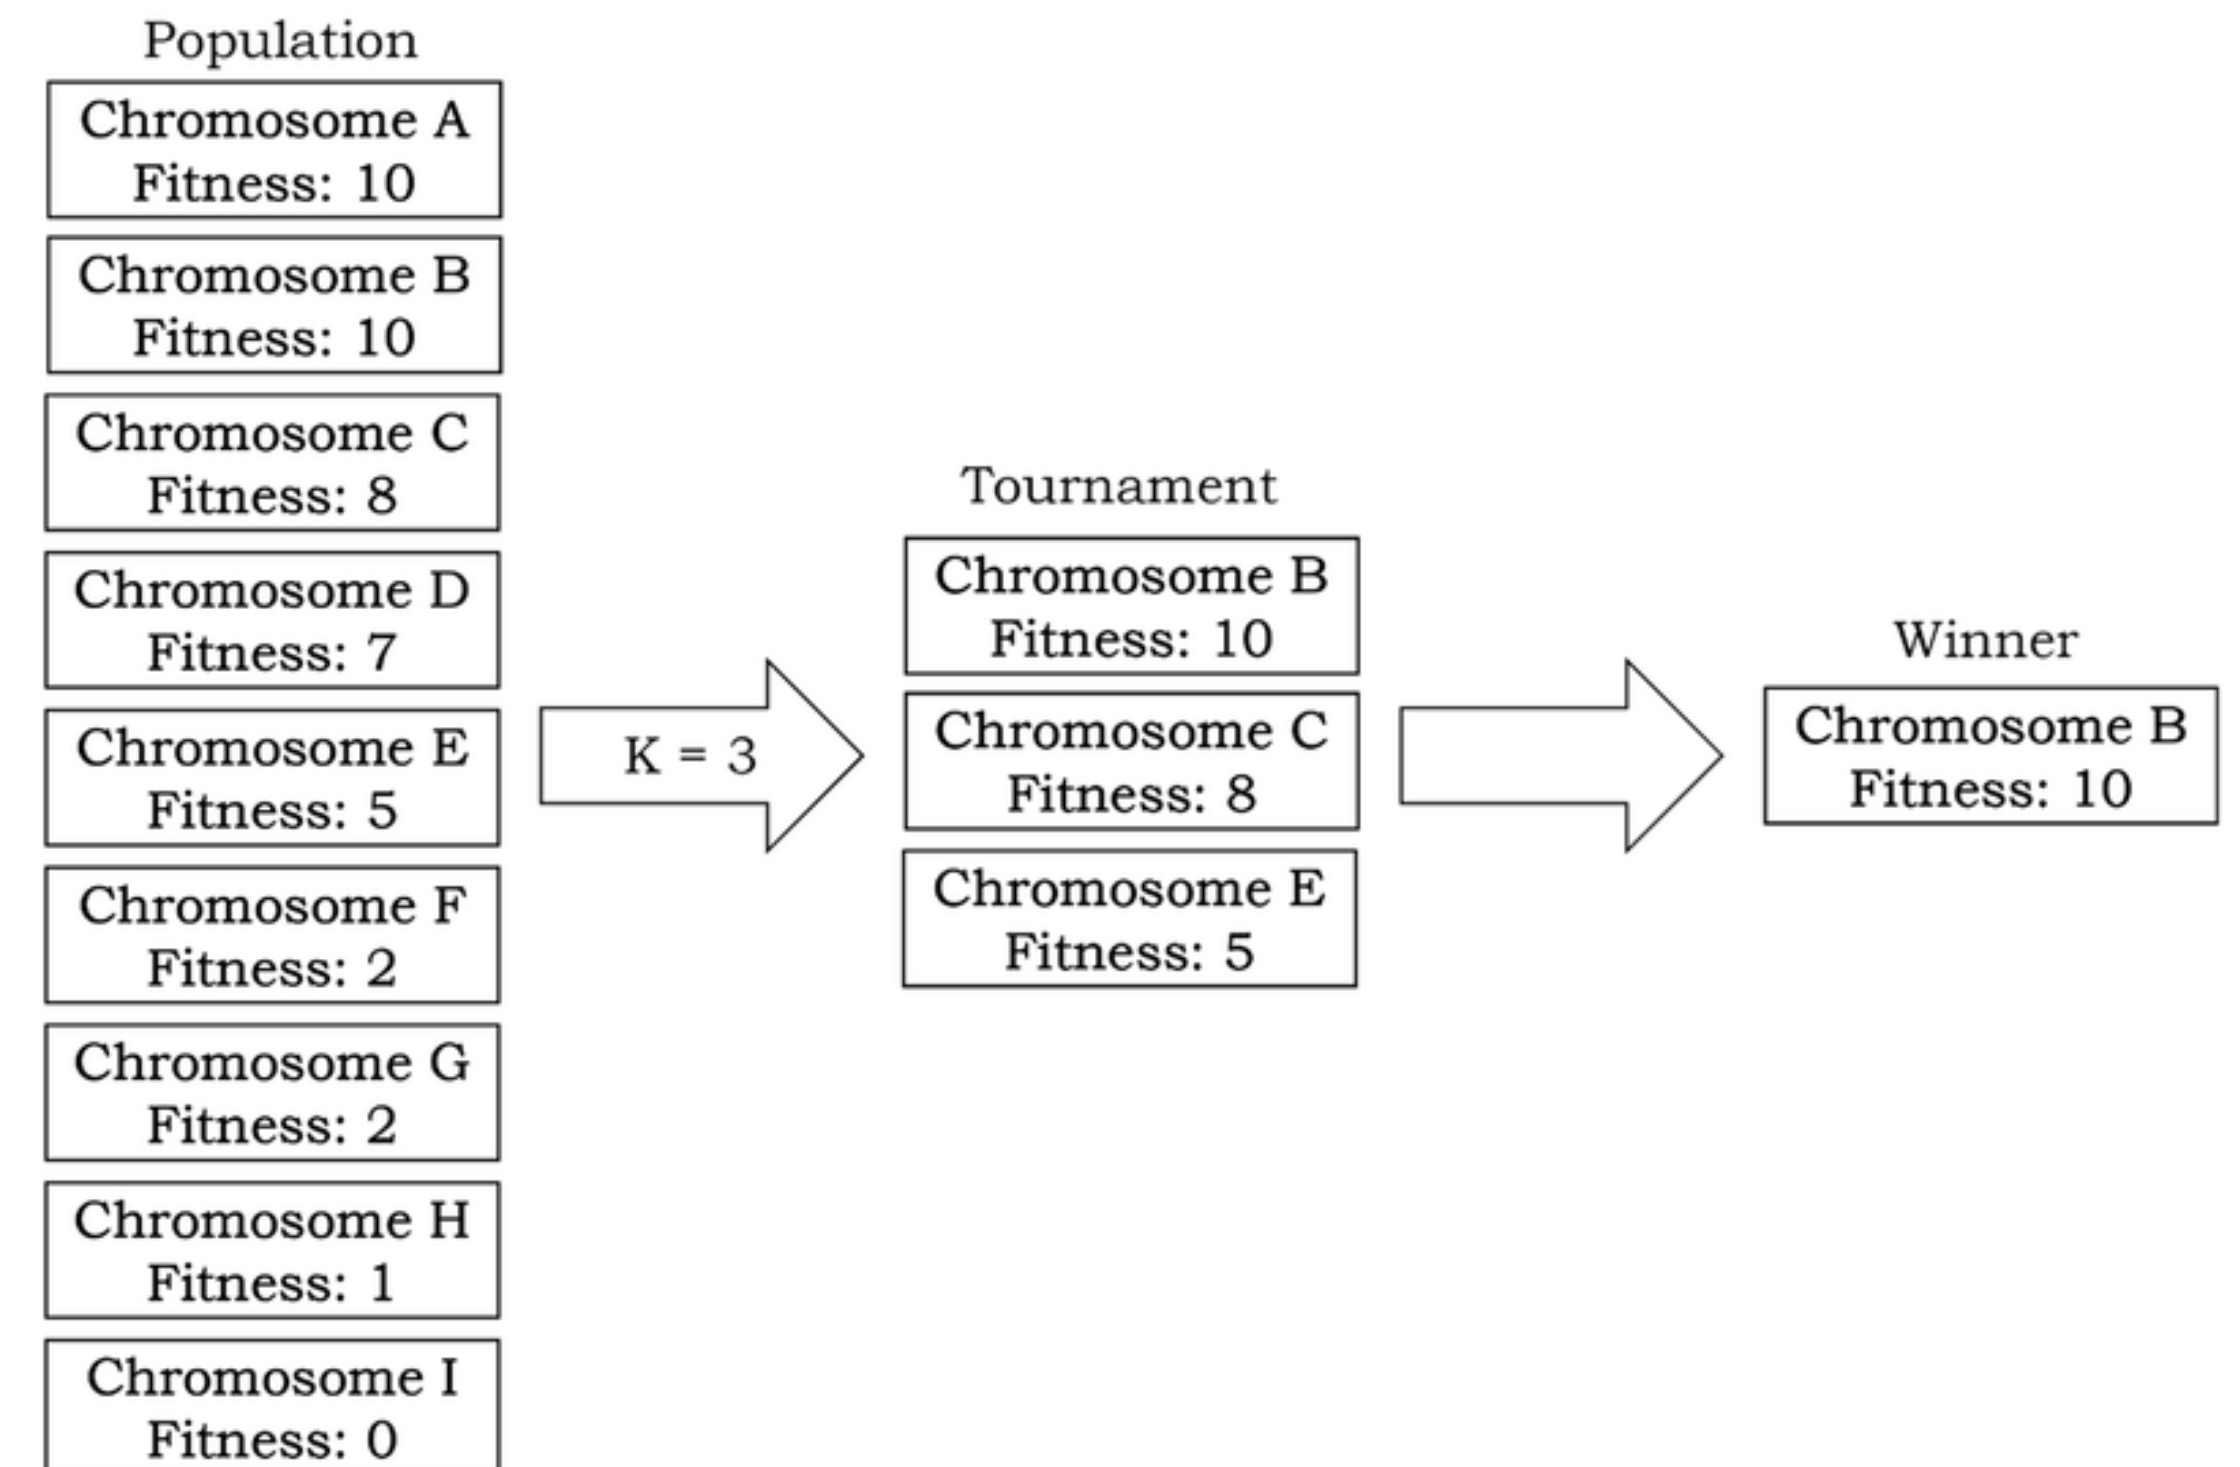 Population
Chromosome A
Fitness: 10
Chromosome B
Fitness: 10
Chromosome C
Fitness: 8
Chromosome D
Fitness: 7
Chromosome E
Fitness: 5
Chromosome F
Fitness: 2
Chromosome G
Fitness: 2
Chromosome H
Fitness: 1
Chromosome I
Fitness: 0
K = 3
Tournament
Chromosome B
Fitness: 10
Chromosome C
Fitness: 8
Chromosome E
Fitness: 5
Winner
Chromosome B
Fitness: 10